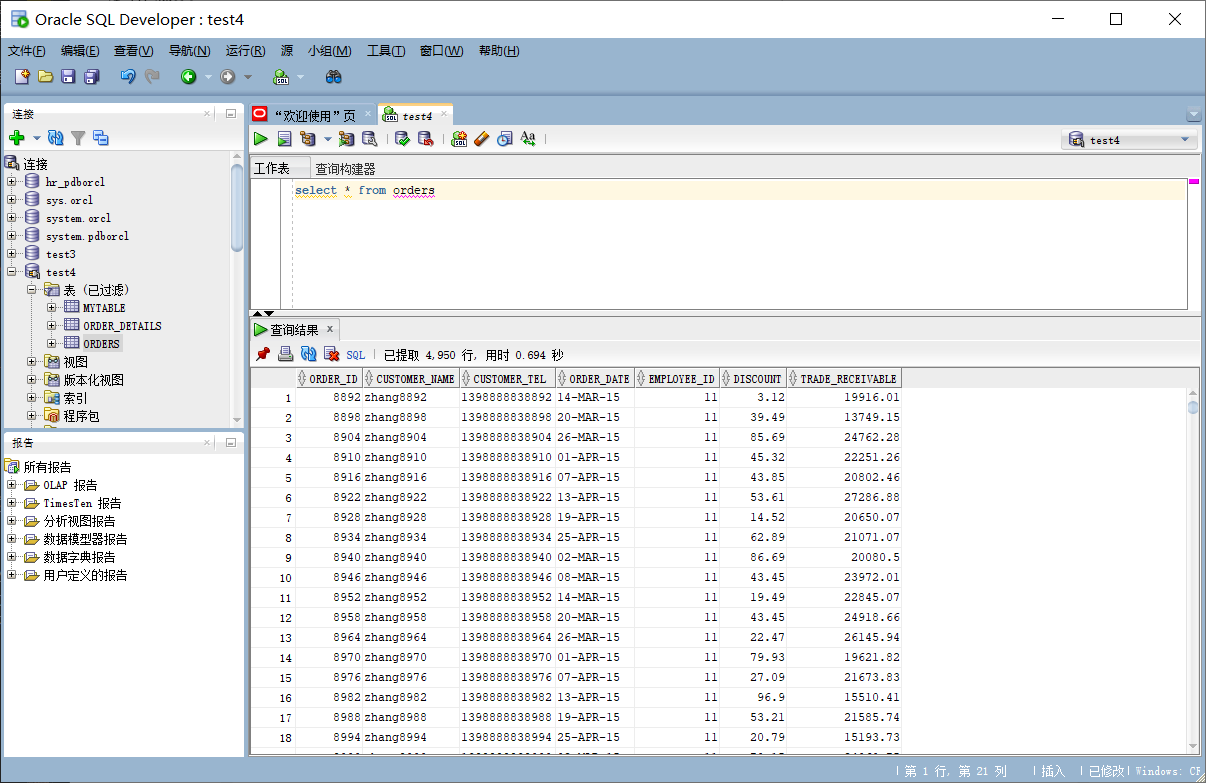 Oracle SQL Developer : test4
文件(F) 编辑(E) 查看(V) 导航(N) 运行(R) 源 小组(M) 工具(T) 窗口(W) 帮助(H)
连接
连接
hr_pdborcl
sys.orcl
system.orcl
system.pdborcl
test3
test4
表 (已过滤)
MYTABLE
ORDER_DETAILS
ORDERS
视图
版本化视图
索引
程序包
报告
所有报告
OLAP 报告
TimesTen 报告
分析视图报告
数据模型器报告
数据字典报告
用户定义的报告
“欢迎使用”页 test4
test4
工作表 查询构建器
select * from orders
查询结果
SQL 已提取 4,950 行, 用时 0.694 秒
ORDER_ID CUSTOMER_NAME CUSTOMER_TEL ORDER_DATE EMPLOYEE_ID DISCOUNT TRADE_RECEIVABLE
1 8892 zhang8892 1398888838892 14-MAR-15 11 3.12 19916.01
2 8898 zhang8898 1398888838898 20-MAR-15 11 39.49 13749.15
3 8904 zhang8904 1398888838904 26-MAR-15 11 85.69 24762.28
4 8910 zhang8910 1398888838910 01-APR-15 11 45.32 22251.26
5 8916 zhang8916 1398888838916 07-APR-15 11 43.85 20802.46
6 8922 zhang8922 1398888838922 13-APR-15 11 53.61 27286.88
7 8928 zhang8928 1398888838928 19-APR-15 11 14.52 20650.07
8 8934 zhang8934 1398888838934 25-APR-15 11 62.89 21071.07
9 8940 zhang8940 1398888838940 02-MAR-15 11 86.69 20080.5
10 8946 zhang8946 1398888838946 08-MAR-15 11 43.45 23972.01
11 8952 zhang8952 1398888838952 14-MAR-15 11 19.49 22845.07
12 8958 zhang8958 1398888838958 20-MAR-15 11 43.45 24918.66
13 8964 zhang8964 1398888838964 26-MAR-15 11 22.47 26145.94
14 8970 zhang8970 1398888838970 01-APR-15 11 79.93 19621.82
15 8976 zhang8976 1398888838976 07-APR-15 11 27.09 21673.83
16 8982 zhang8982 1398888838982 13-APR-15 11 96.9 15510.41
17 8988 zhang8988 1398888838988 19-APR-15 11 53.21 21585.74
18 8994 zhang8994 1398888838994 25-APR-15 11 20.79 15193.73
第 1 行, 第 21 列 插入 已修改 Windows: